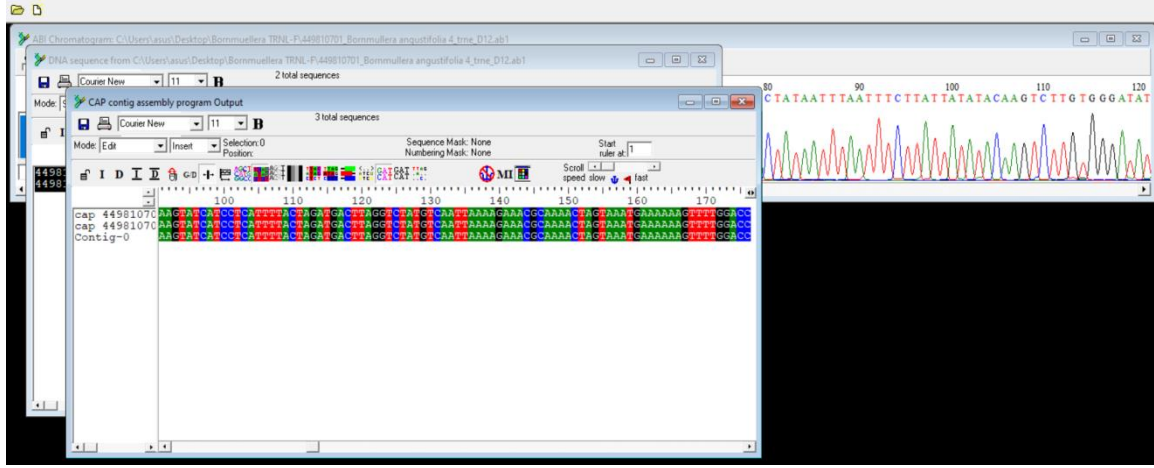 ABI Chromatogram: C:\Users\asus\Desktop\Bornmuellera TRNL-F\449810701_Bornmullera angustifolia 4_trne_D12.ab1
DNA sequence from C:\Users\asus\Desktop\Bornmuellera TRNL-F\449810701_Bornmullera angustifolia 4_trne_D12.ab1
Courier New 11 B 2 total sequences
Mode:
80 90 100 110 120
CTATAATTTAATTTCTTATTATATACAAGTCTTGTGGGATAT
CAP contig assembly program Output
Courier New 11 B 3 total sequences
Mode: Edit Insert Selection:0 Sequence Mask: None Start
Position: Numbering Mask: None ruler at: 1
I D I D G/D MI Scroll
speed slow fast
100 110 120 130 140 150 160 170
cap 44981070 AAGTATCATCCTCATTTTACTAGATGACTTAGGTCTATGTCAATTAAAAGAAACGCAAAACTAGTAAATGAAAAAAGTTTTGGACC
cap 44981070 AAGTATCATCCTCATTTTACTAGATGACTTAGGTCTATGTCAATTAAAAGAAACGCAAAACTAGTAAATGAAAAAAGTTTTGGACC
Contig-0 AAGTATCATCCTCATTTTACTAGATGACTTAGGTCTATGTCAATTAAAAGAAACGCAAAACTAGTAAATGAAAAAAGTTTTGGACC